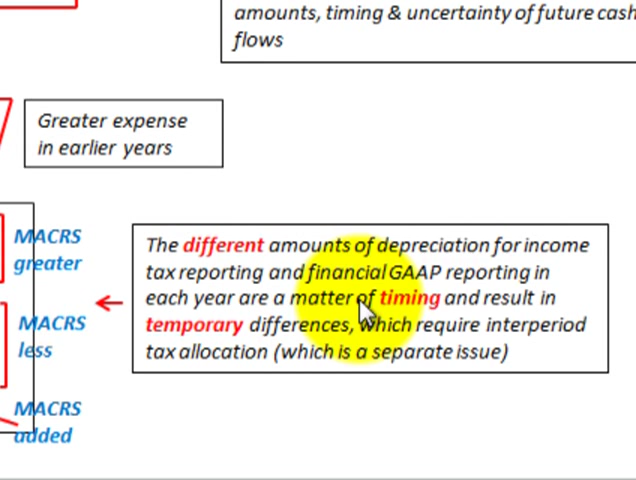 amounts, timing & uncertainty of future cash
flows
Greater expense
in earlier years
MACRS
greater
The different amounts of depreciation for income
tax reporting and financial GAAP reporting in
each year are a matter of timing and result in
temporary differences, which require interperiod
tax allocation (which is a separate issue)
MACRS
less
MACRS
added